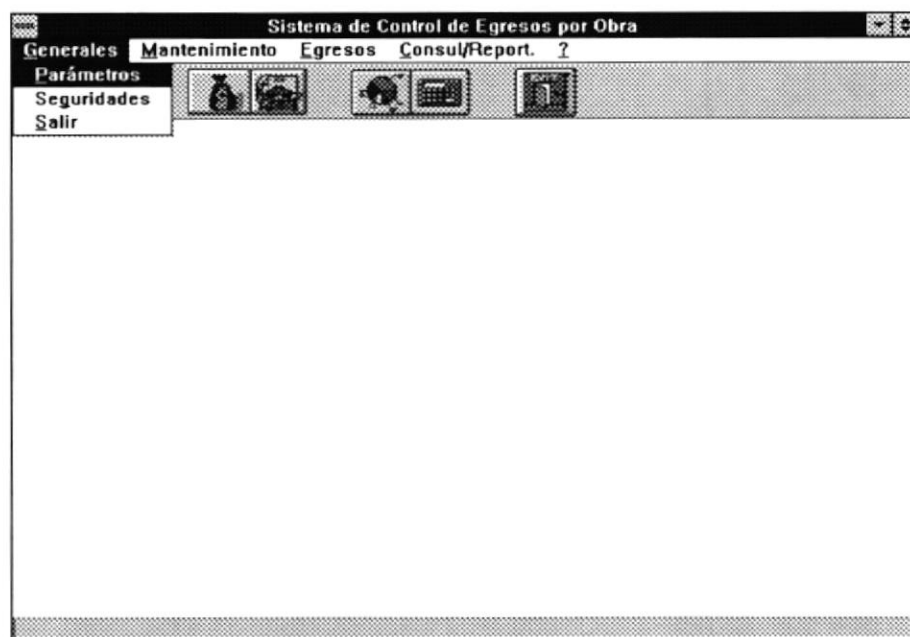 Sistema de Control de Egresos por Obra
Generales Mantenimiento Egresos Consul/Report. ?
Parámetros
Seguridades
Salir